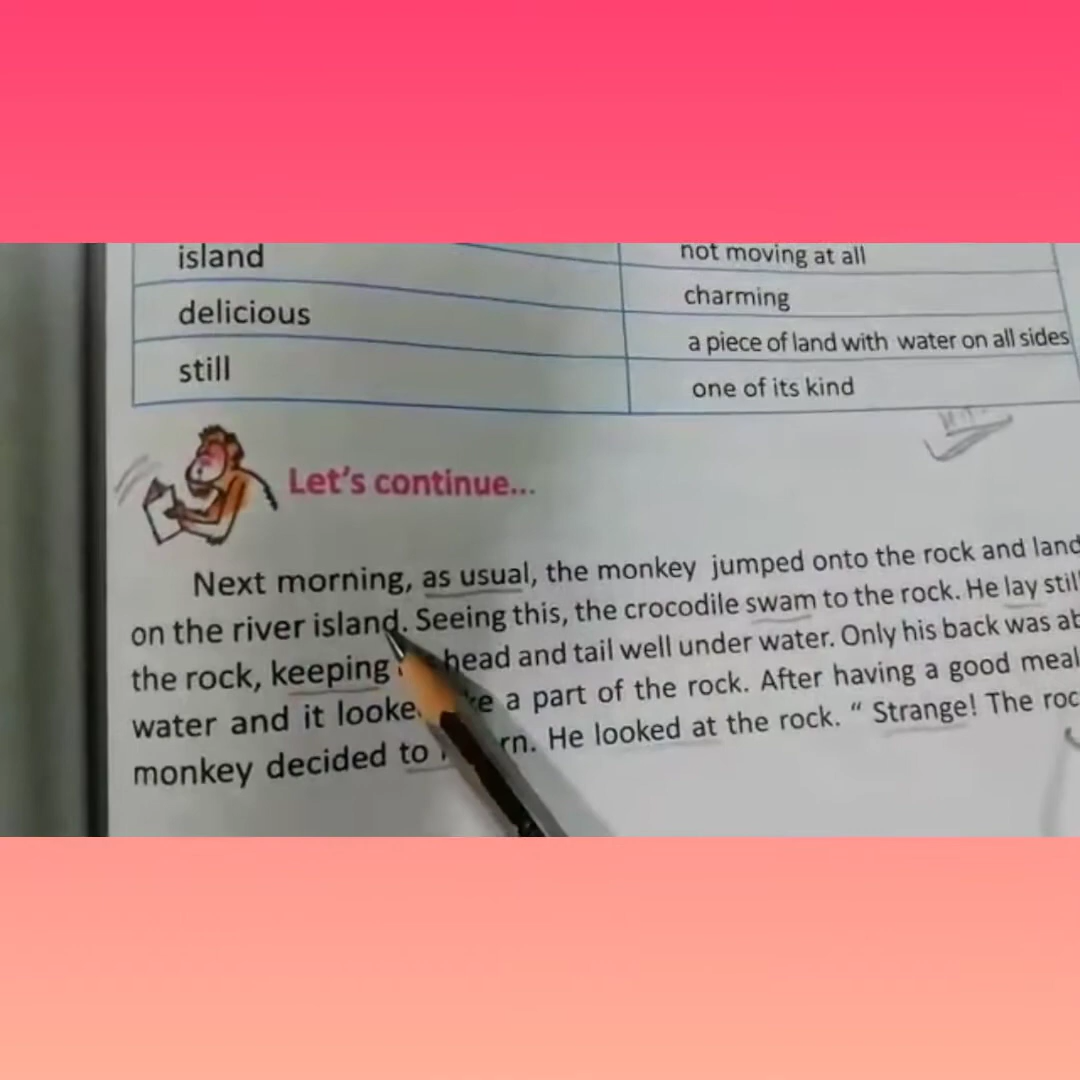 island
not moving at all
delicious
charming
a piece of land with water on all sides
still
one of its kind
Let's continue...
Next morning, as usual, the monkey jumped onto the rock and land
on the river island. Seeing this, the crocodile swam to the rock. He lay still
the rock, keeping head and tail well under water. Only his back was
water and it a part of the rock. After having a good meal
monkey decided to He looked at the rock. " Strange! The